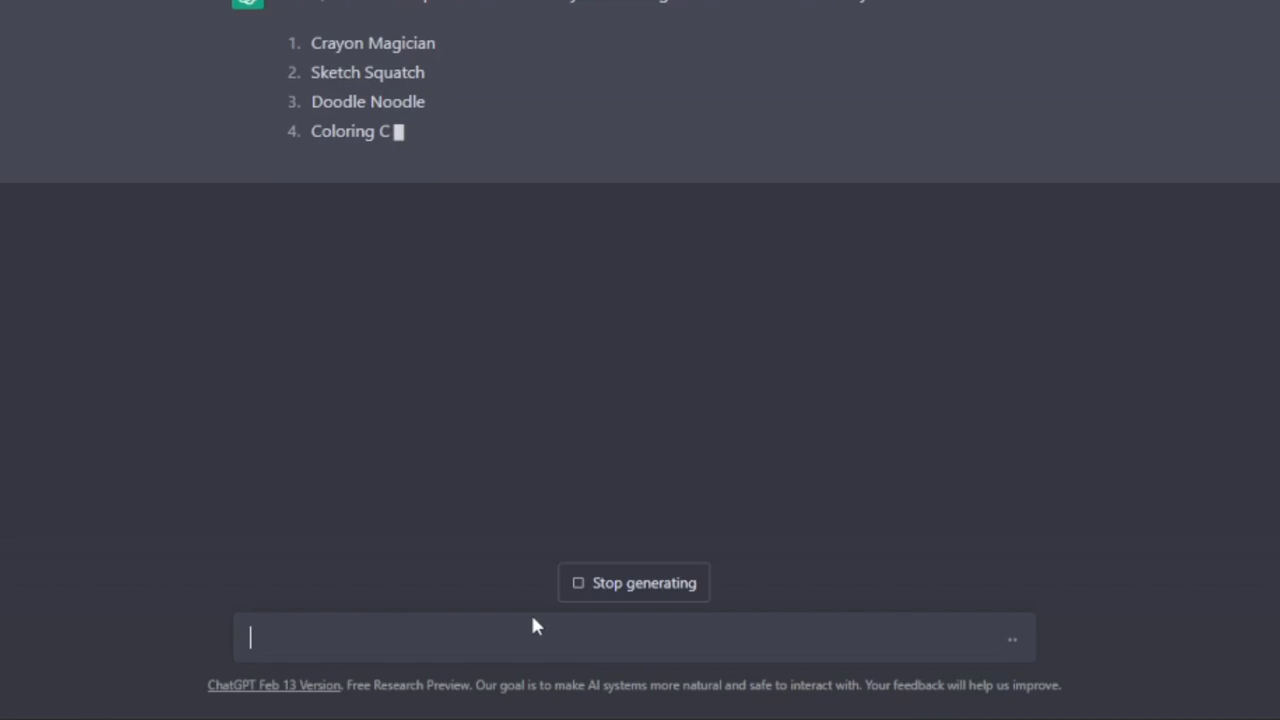 1. Crayon Magician
2. Sketch Squatch
3. Doodle Noodle
4. Coloring C
Stop generating
ChatGPT Feb 13 Version. Free Research Preview. Our goal is to make AI systems more natural and safe to interact with. Your feedback will help us improve.